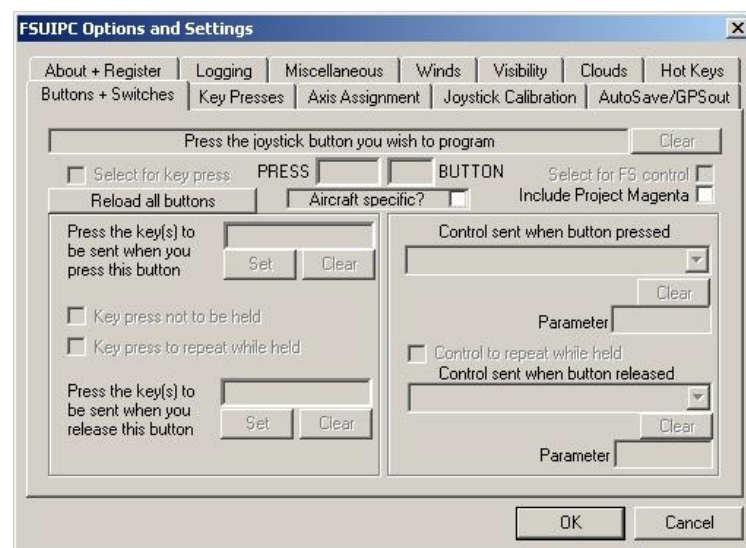 FSUIPC Options and Settings
About + Register Logging Miscellaneous Winds Visibility Clouds Hot Keys
Buttons + Switches Key Presses Axis Assignment Joystick Calibration AutoSave/GPSout
Press the joystick button you wish to program Clear
Select for key press PRESS BUTTON Select for FS control
Reload all buttons Aircraft specific? Include Project Magenta
Press the key(s) to
be sent when you
press this button
Set Clear
Key press not to be held
Key press to repeat while held
Press the key(s) to
be sent when you
release this button
Set Clear
Control sent when button pressed
Clear
Parameter
Control to repeat while held
Control sent when button released
Clear
Parameter
OK Cancel